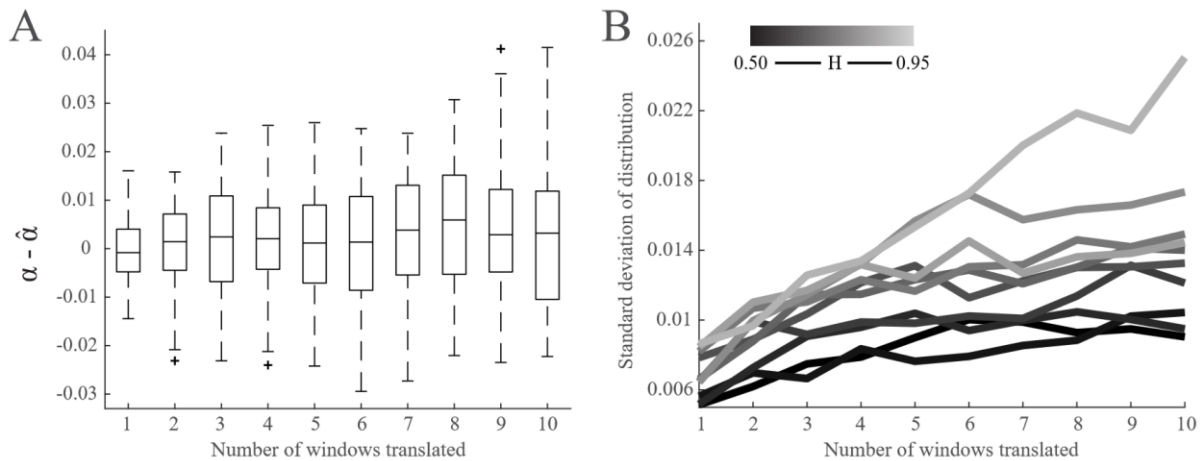 A
α - α̂
0.04
0.03
0.02
0.01
0
-0.01
-0.02
-0.03
1 2 3 4 5 6 7 8 9 10
Number of windows translated
B
0.50 H 0.95
Standard deviation of distribution
0.026
0.022
0.018
0.014
0.01
0.006
1 2 3 4 5 6 7 8 9 10
Number of windows translated